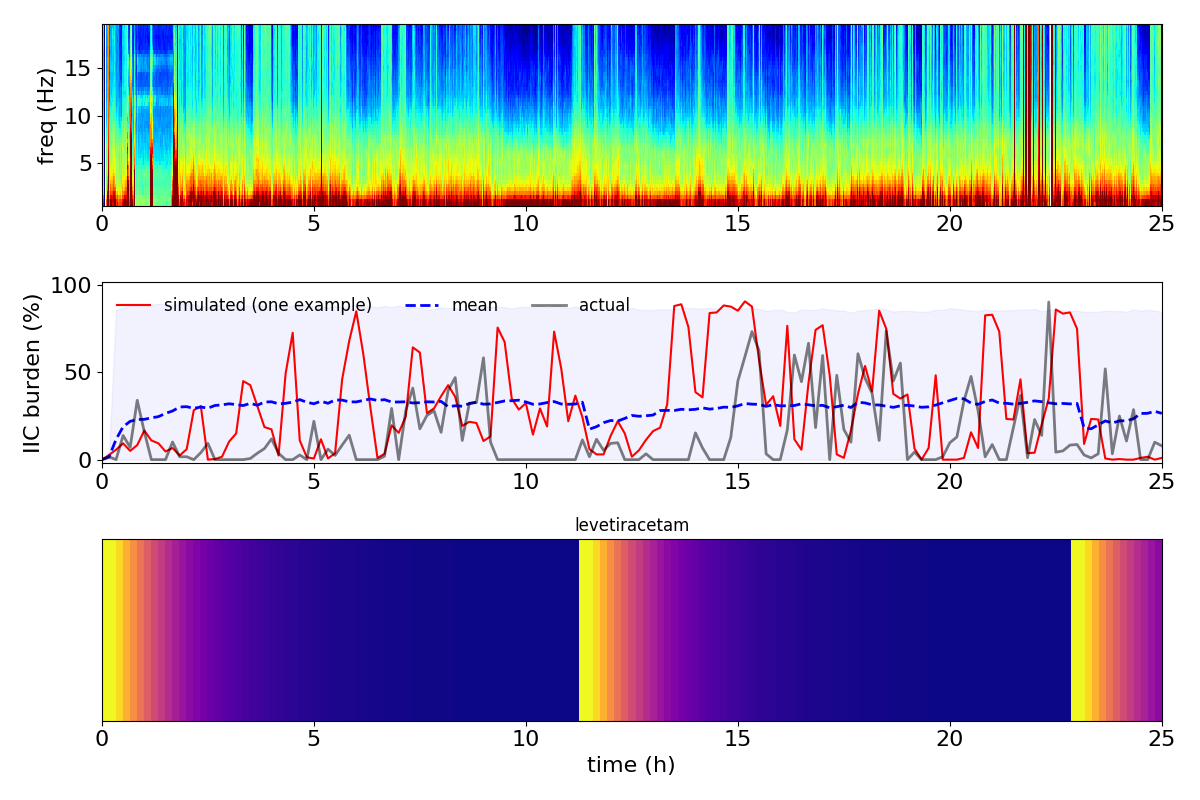 freq (Hz)
15
10
5
0 5 10 15 20 25
IIC burden (%)
100
50
0
simulated (one example) mean actual
0 5 10 15 20 25
levetiracetam
0 5 10 15 20 25
time (h)